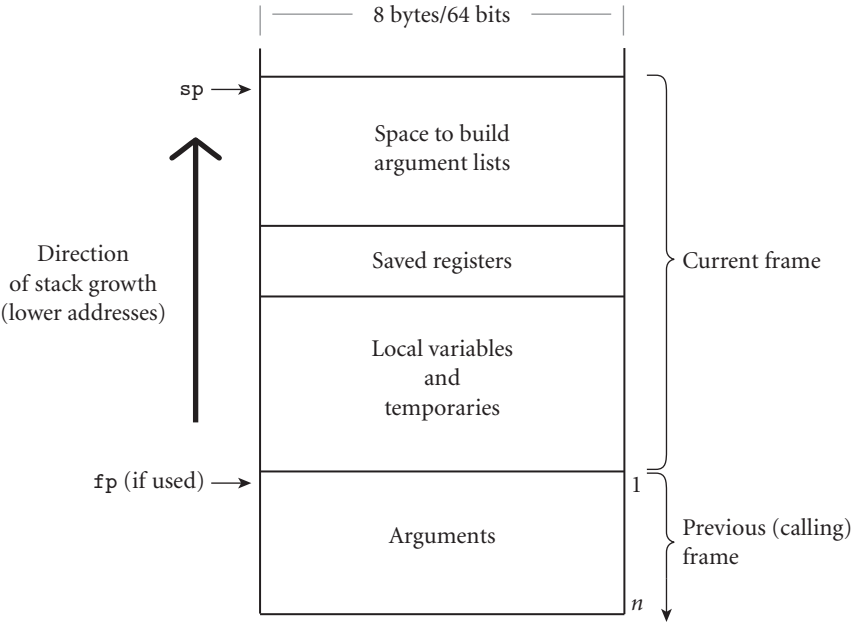 8 bytes/64 bits
sp
Space to build
argument lists
Direction
of stack growth
(lower addresses)
Saved registers
Current frame
Local variables
and
temporaries
fp (if used)
1
Arguments
Previous (calling)
frame
n